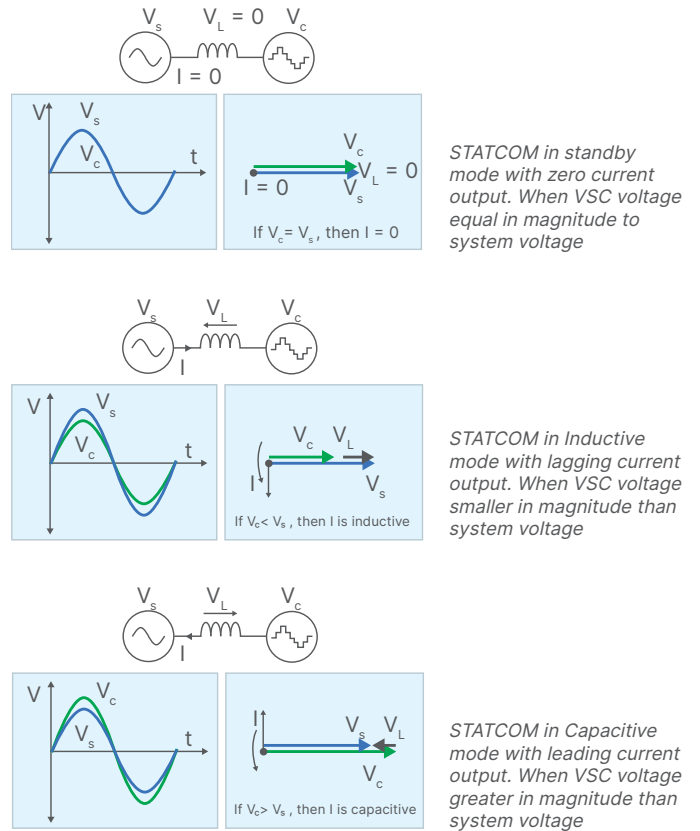 Vs VL = 0 Vc
I = 0
V Vs
Vc t
Vc
VL = 0
I = 0 Vs
If Vc= Vs , then I = 0
STATCOM in standby
mode with zero current
output. When VSC voltage
equal in magnitude to
system voltage
Vs VL Vc
I
V Vs
Vc t
Vc VL
I Vs
If Vc< Vs , then I is inductive
STATCOM in Inductive
mode with lagging current
output. When VSC voltage
smaller in magnitude than
system voltage
Vs VL Vc
I
V Vc
Vs t
I Vs VL
Vc
If Vc> Vs , then I is capacitive
STATCOM in Capacitive
mode with leading current
output. When VSC voltage
greater in magnitude than
system voltage